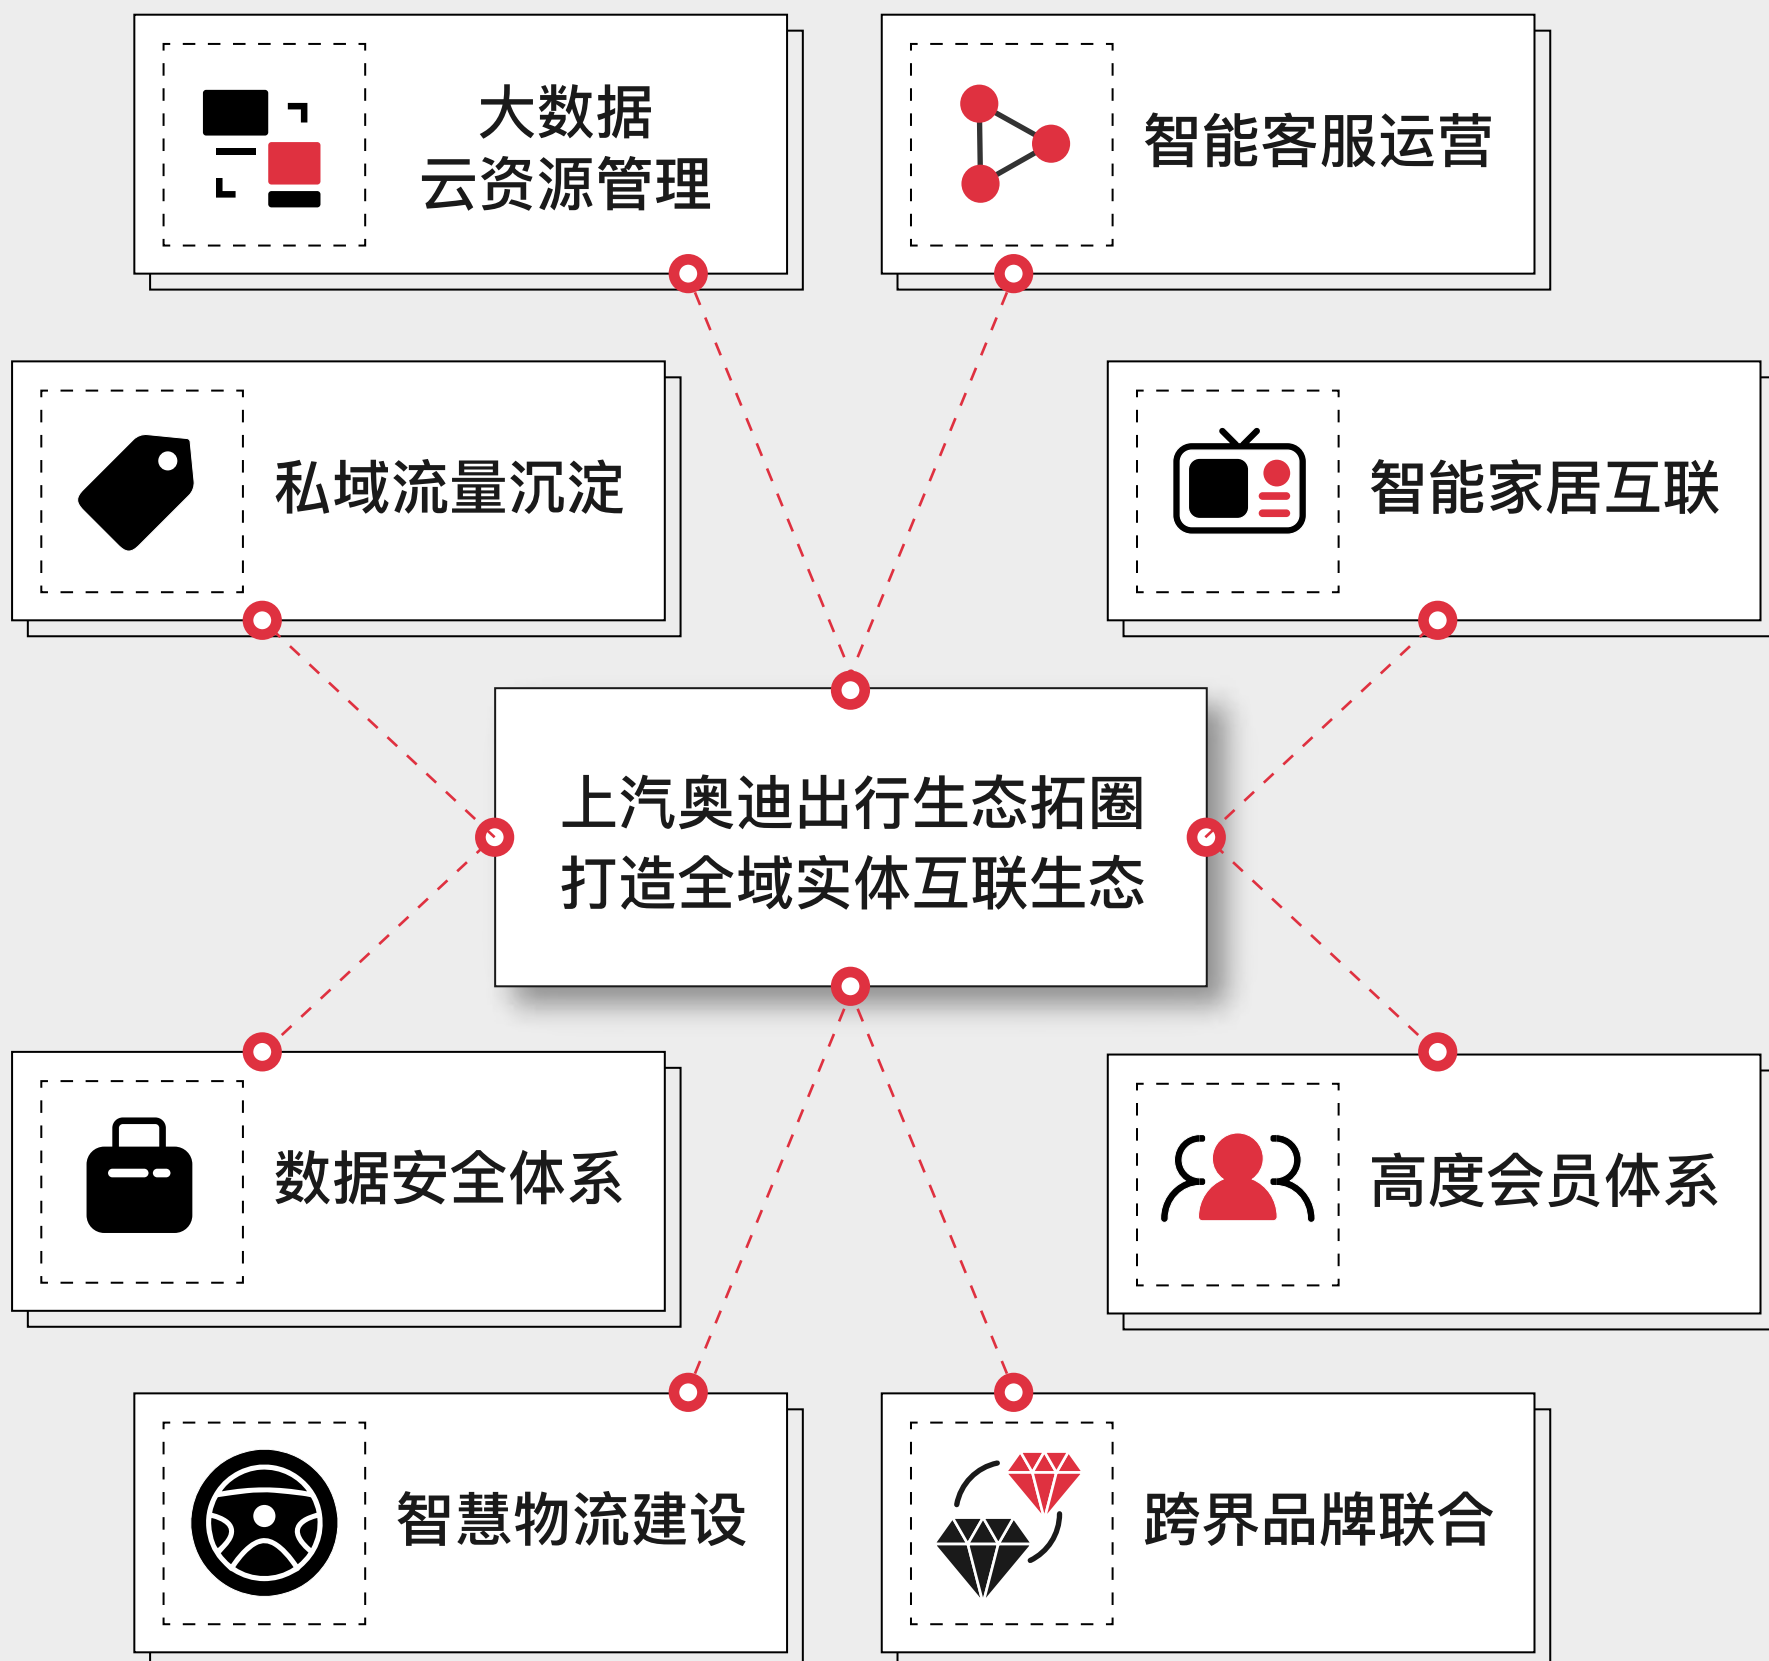 大数据
云资源管理
智能客服运营
私域流量沉淀
智能家居互联
上汽奥迪出行生态拓圈
打造全域实体互联生态
数据安全体系
高度会员体系
智慧物流建设
跨界品牌联合